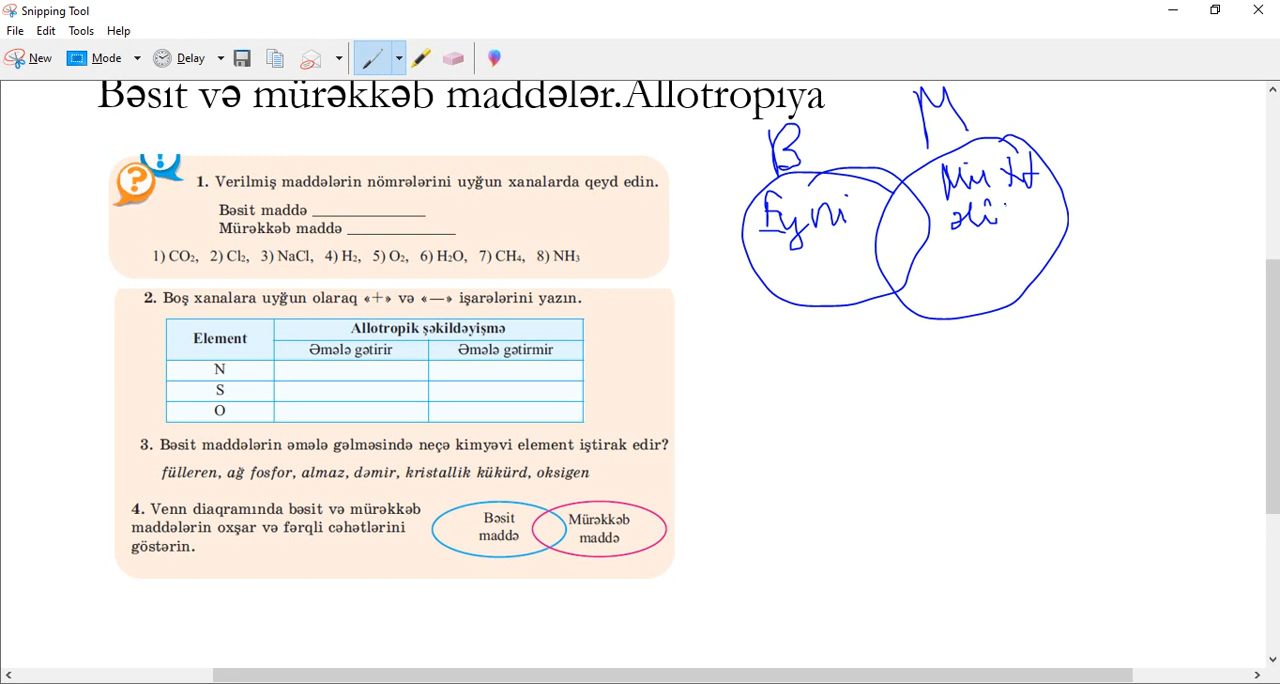 Snipping Tool
File Edit Tools Help
New Mode Delay
Bəsit və mürəkkəb maddələr.Allotropiya
1. Verilmiş maddələrin nömrələrini uyğun xanalarda qeyd edin.
Bəsit maddə ____________
Mürəkkəb maddə ____________
1) CO₂, 2) Cl₂, 3) NaCl, 4) H₂, 5) O₂, 6) H₂O, 7) CH₄, 8) NH₃
2. Boş xanalara uyğun olaraq «+» və «—» işarələrini yazın.
Element
Allotropik şəkildəyişmə
Əmələ gətirir Əmələ gətirmir
N
S
O
3. Bəsit maddələrin əmələ gəlməsində neçə kimyəvi element iştirak edir?
fülleren, ağ fosfor, almaz, dəmir, kristallik kükürd, oksigen
4. Venn diaqramında bəsit və mürəkkəb
maddələrin oxşar və fərqli cəhətlərini
göstərin.
Bəsit
maddə
Mürəkkəb
maddə
B
M
Eyni